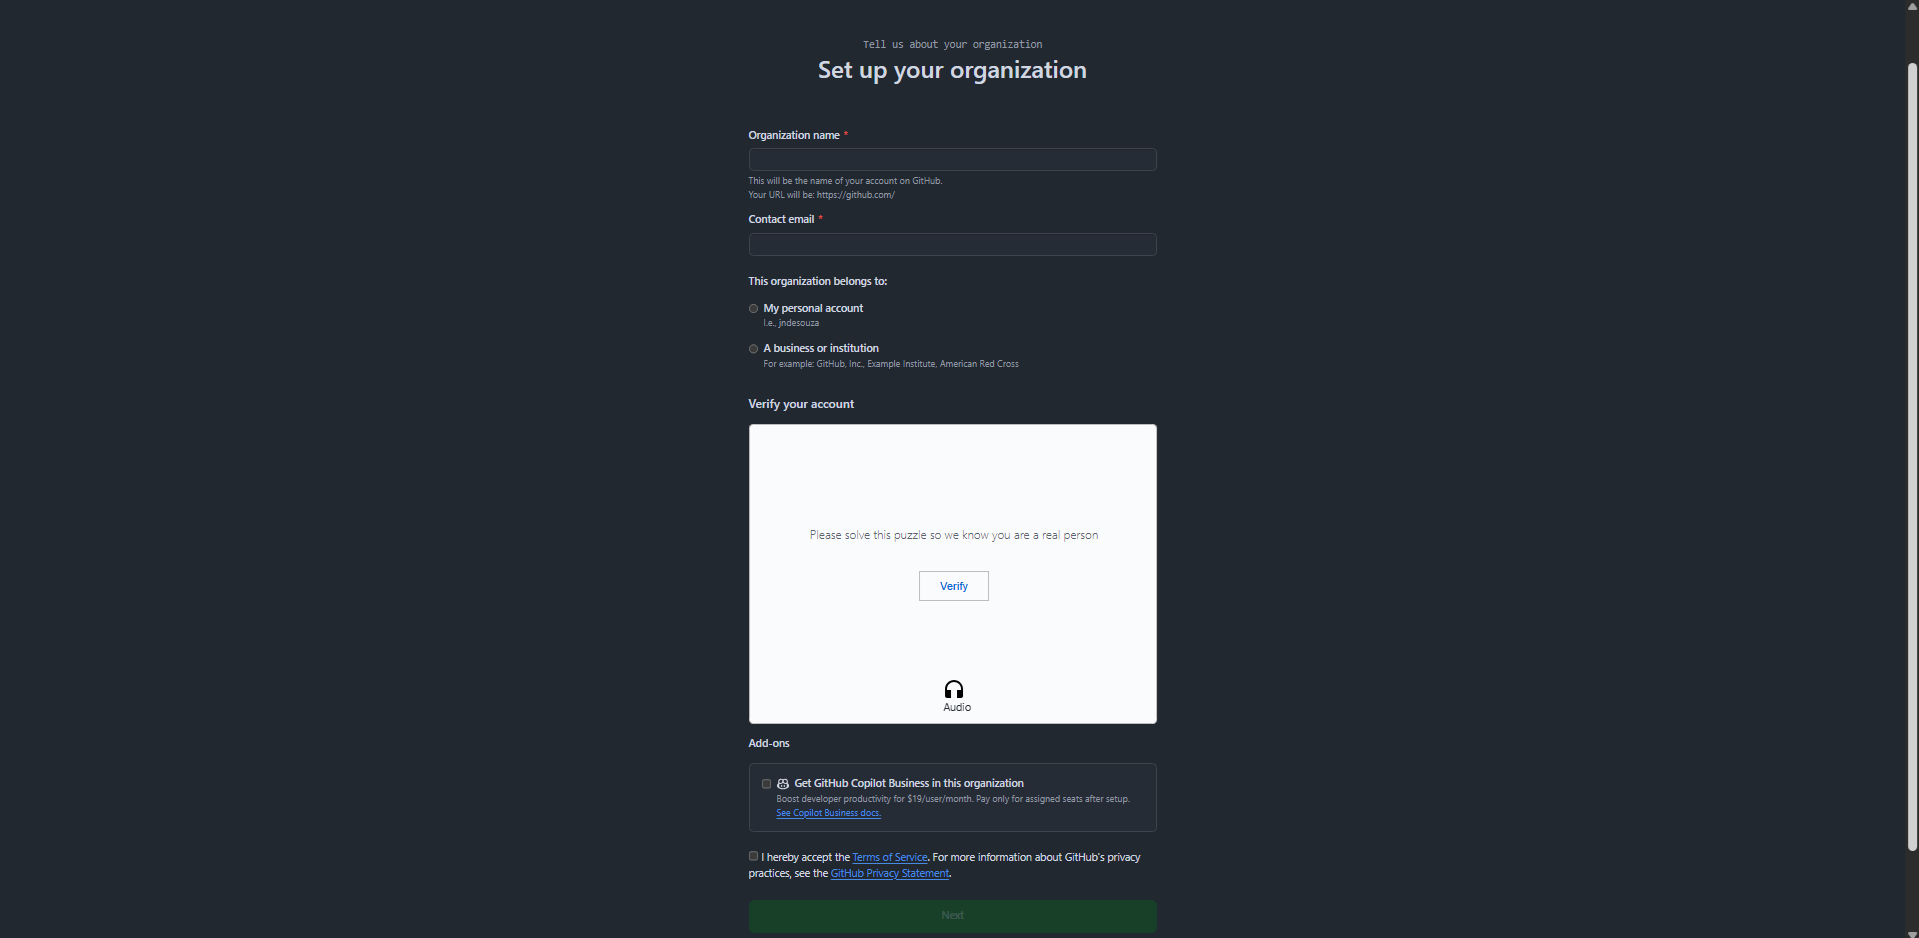 Tell us about your organization
Set up your organization
Organization name *
This will be the name of your account on GitHub.
Your URL will be: https://github.com/
Contact email *
This organization belongs to:
My personal account
I.e., jndesouza
A business or institution
For example: GitHub, Inc., Example Institute, American Red Cross
Verify your account
Please solve this puzzle so we know you are a real person
Verify
Audio
Add-ons
Get GitHub Copilot Business in this organization
Boost developer productivity for $19/user/month. Pay only for assigned seats after setup.
See Copilot Business docs.
I hereby accept the Terms of Service. For more information about GitHub's privacy
practices, see the GitHub Privacy Statement.
Next